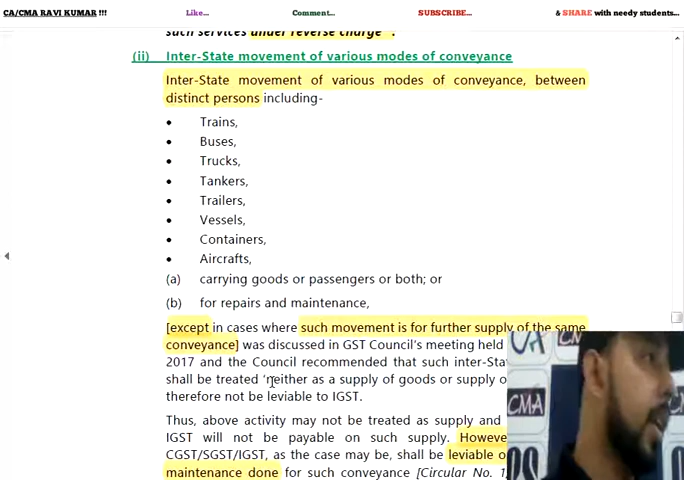 CA/CMA RAVI KUMAR !!! Like... Comment... SUBSCRIBE... & SHARE with needy students...
such services under reverse charge".
(ii) Inter-State movement of various modes of conveyance
Inter-State movement of various modes of conveyance, between
distinct persons including-
• Trains,
• Buses,
• Trucks,
• Tankers,
• Trailers,
• Vessels,
• Containers,
• Aircrafts,
(a) carrying goods or passengers or both; or
(b) for repairs and maintenance,
[except in cases where such movement is for further supply of the same
conveyance] was discussed in GST Council's meeting held
2017 and the Council recommended that such
shall be treated 'neither as a supply of goods or supply
therefore not be leviable to IGST.
Thus, above activity may not be treated as supply and
IGST will not be payable on such supply.
CGST/SGST/IGST, as the case may be, shall be leviable
maintenance done for such conveyance [Circular No.
CMA
CMA